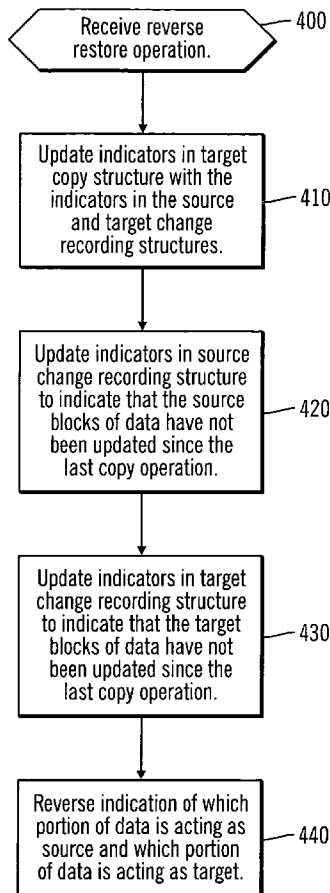 Receive reverse
restore operation.
400
Update indicators in target
copy structure with the
indicators in the source
and target change
recording structures.
410
Update indicators in source
change recording structure
to indicate that the source
blocks of data have not
been updated since the
last copy operation.
420
Update indicators in target
change recording structure
to indicate that the target
blocks of data have not
been updated since the
last copy operation.
430
Reverse indication of which
portion of data is acting as
source and which portion
of data is acting as target.
440